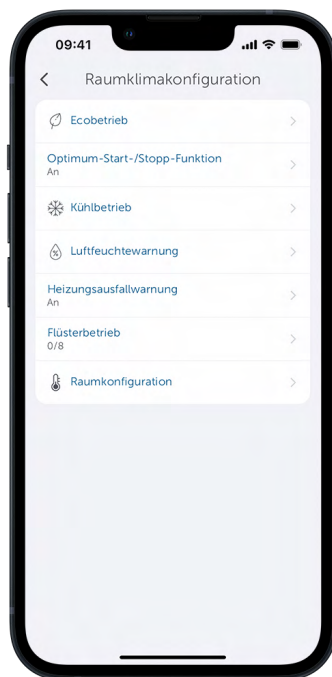 09:41
Raumklimakonfiguration
Ecobetrieb
Optimum-Start-/Stopp-Funktion
An
Kühlbetrieb
Luftfeuchtewarnung
Heizungsausfallwarnung
An
Flüsterbetrieb
0/8
Raumkonfiguration